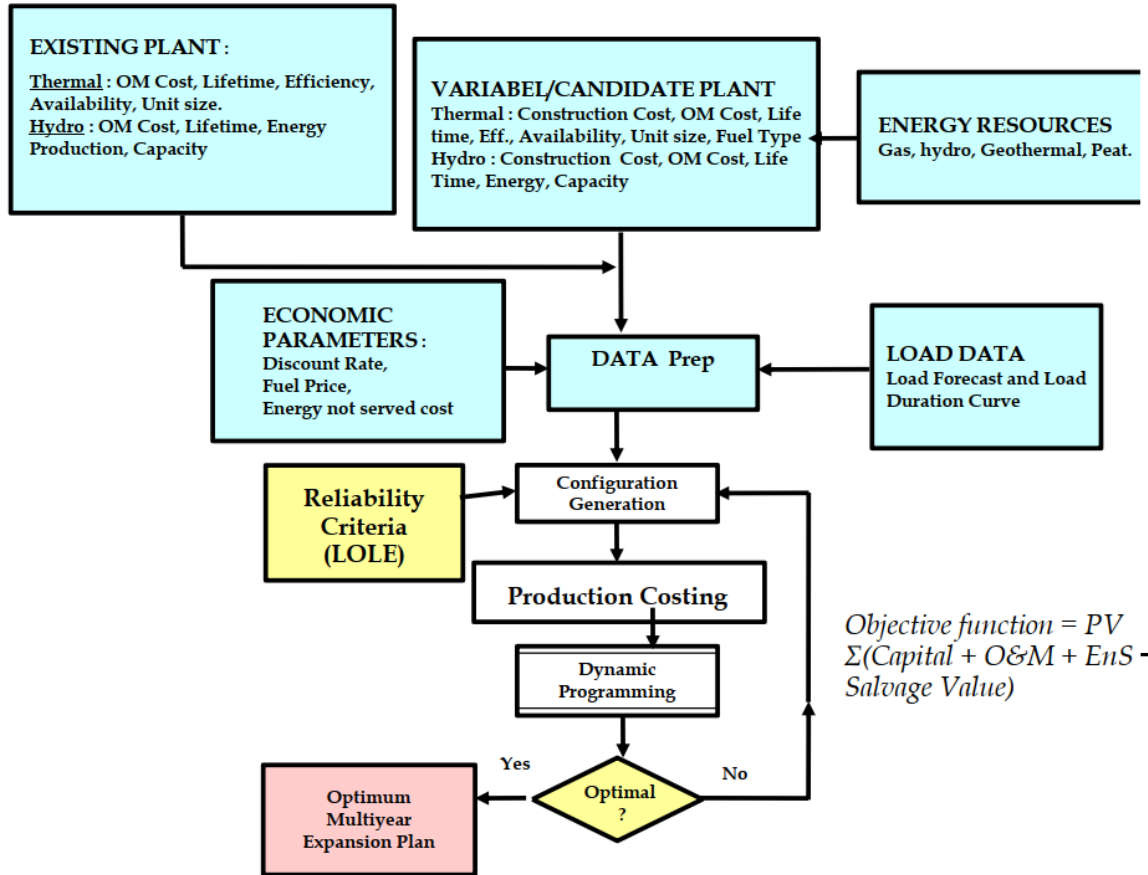 EXISTING PLANT :
Thermal : OM Cost, Lifetime, Efficiency,
Availability, Unit size.
Hydro : OM Cost, Lifetime, Energy
Production, Capacity
VARIABEL/CANDIDATE PLANT
Thermal : Construction Cost, OM Cost, Life
time, Eff., Availability, Unit size, Fuel Type
Hydro : Construction Cost, OM Cost, Life
Time, Energy, Capacity
ENERGY RESOURCES
Gas, hydro, Geothermal, Peat.
ECONOMIC
PARAMETERS :
Discount Rate,
Fuel Price,
Energy not served cost
DATA Prep
LOAD DATA
Load Forecast and Load
Duration Curve
Reliability
Criteria
(LOLE)
Configuration
Generation
Production Costing
Objective function = PV
Σ(Capital + O&M + EnS -
Salvage Value)
Dynamic
Programming
Yes
No
Optimal
?
Optimum
Multiyear
Expansion Plan